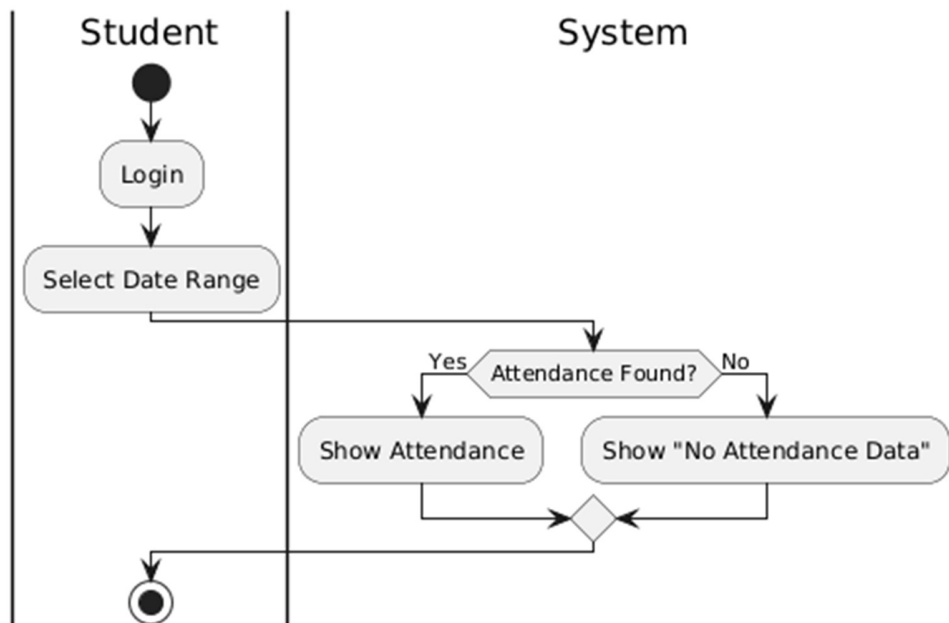 Student
System
Login
Select Date Range
Attendance Found?
Yes
No
Show Attendance
Show "No Attendance Data"